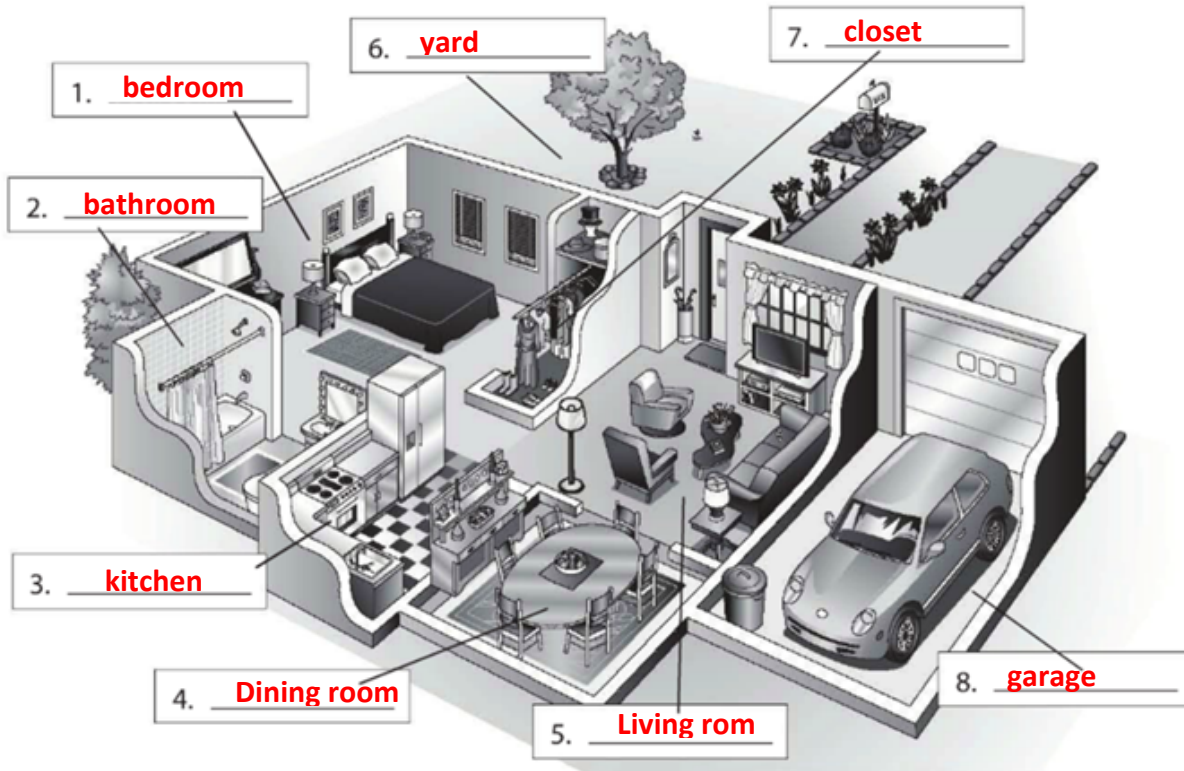 1. bedroom
2. bathroom
3. kitchen
4. Dining room
5. Living rom
6. yard
7. closet
8. garage